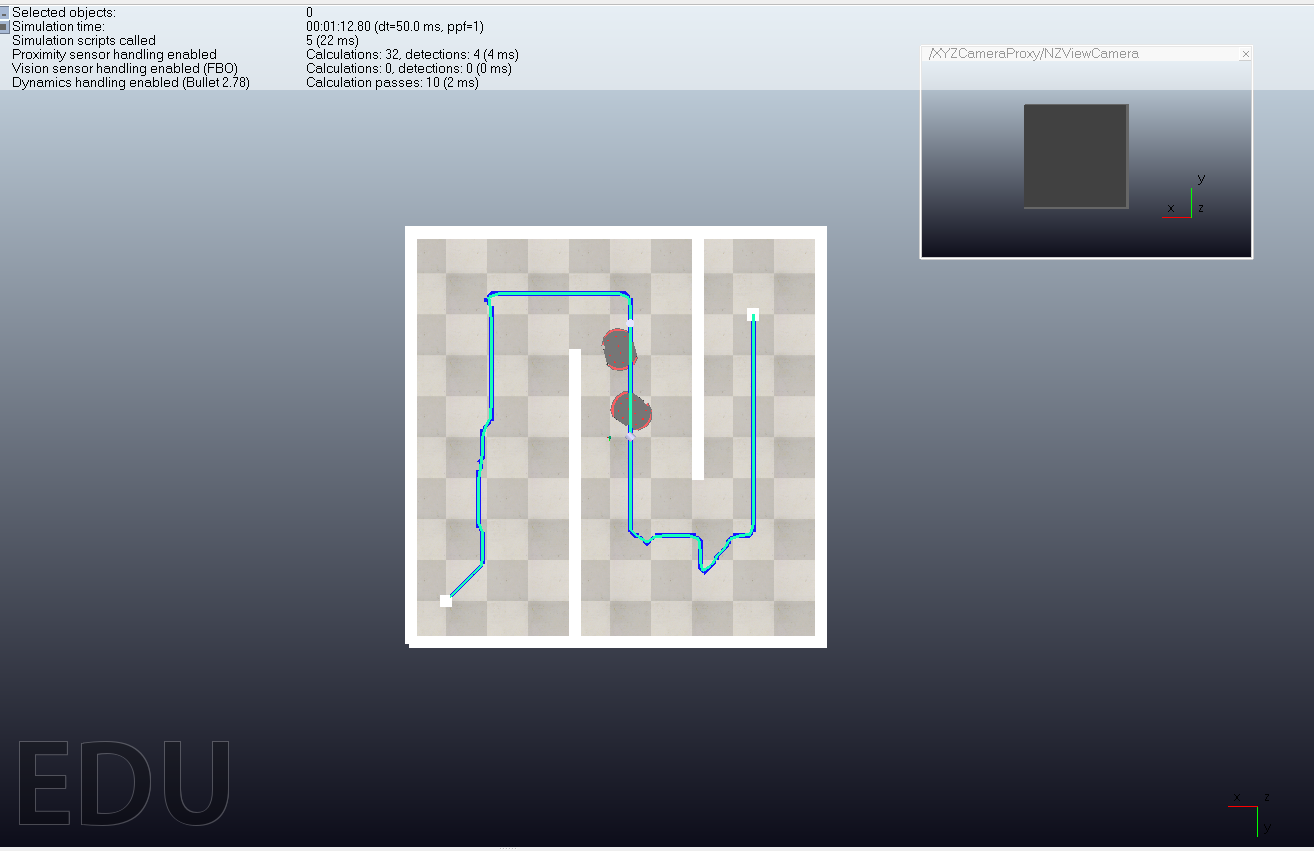 Selected objects: 0
Simulation time: 00:01:12.80 (dt=50.0 ms, ppf=1)
Simulation scripts called 5 (22 ms)
Proximity sensor handling enabled Calculations: 32, detections: 4 (4 ms)
Vision sensor handling enabled (FBO) Calculations: 0, detections: 0 (0 ms)
Dynamics handling enabled (Bullet 2.78) Calculation passes: 10 (2 ms)
/XYZCameraProxy/NZViewCamera
y
x z
EDU
x z
y